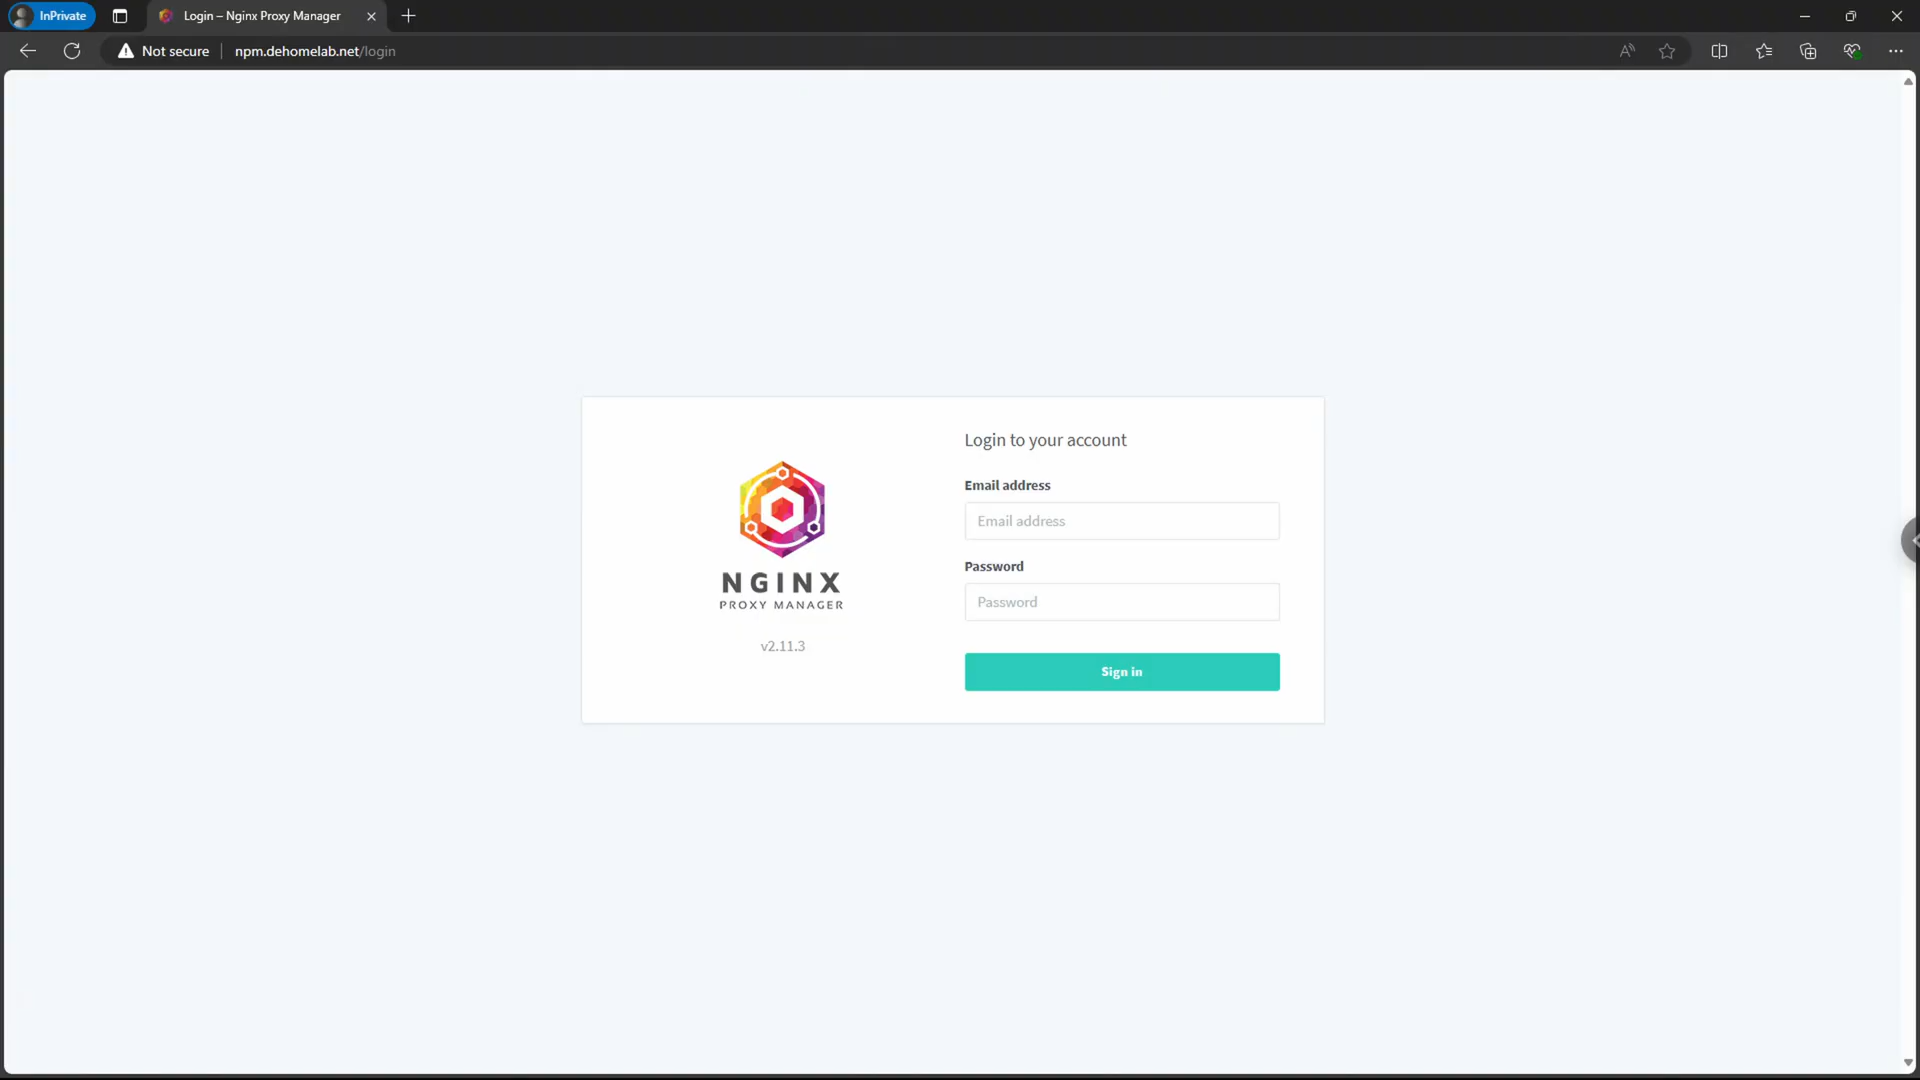 InPrivate
Login – Nginx Proxy Manager
Not secure
npm.dehomelab.net/login
Login to your account
Email address
Email address
Password
Password
Sign in
NGINX
PROXY MANAGER
v2.11.3